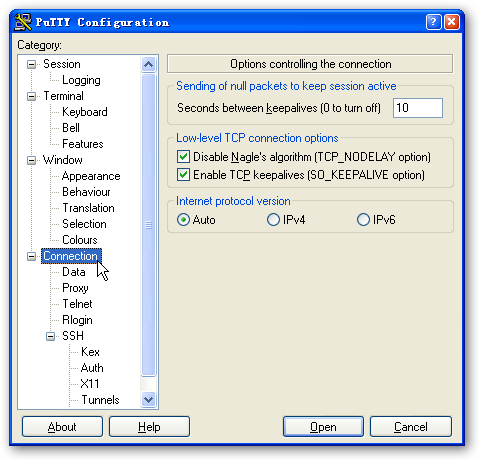 PuTTY Configuration
Category:
Session
Logging
Terminal
Keyboard
Bell
Features
Window
Appearance
Behaviour
Translation
Selection
Colours
Connection
Data
Proxy
Telnet
Rlogin
SSH
Kex
Auth
X11
Tunnels
Options controlling the connection
Sending of null packets to keep session active
Seconds between keepalives (0 to turn off) 10
Low-level TCP connection options
Disable Nagle's algorithm (TCP_NODELAY option)
Enable TCP keepalives (SO_KEEPALIVE option)
Internet protocol version
Auto IPv4 IPv6
About Help Open Cancel